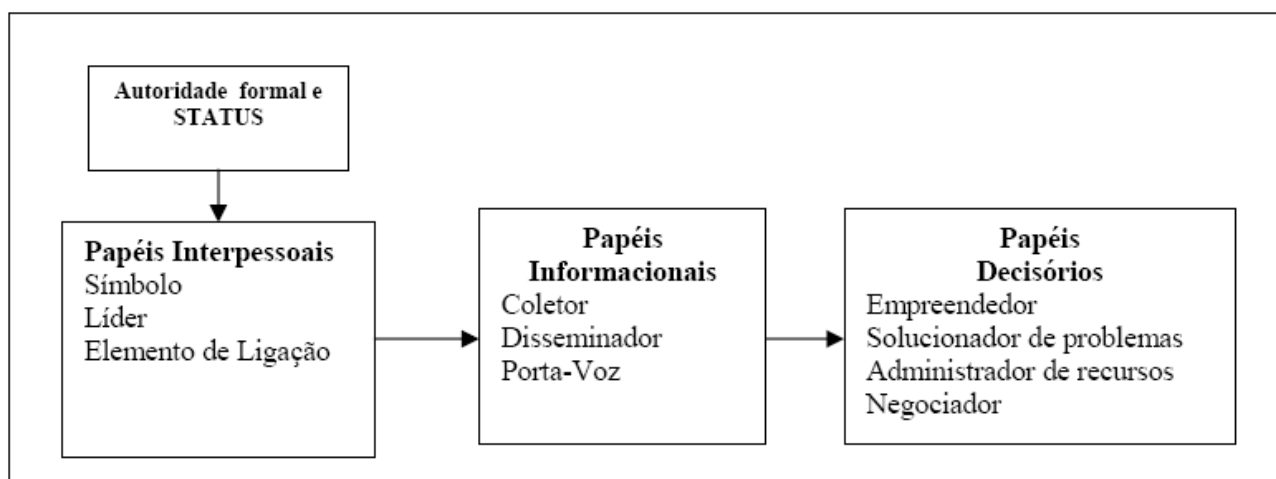 Autoridade formal e
STATUS
Papéis Interpessoais
Símbolo
Líder
Elemento de Ligação
Papéis
Informacionais
Coletor
Disseminador
Porta-Voz
Papéis
Decisórios
Empreendedor
Solucionador de problemas
Administrador de recursos
Negociador